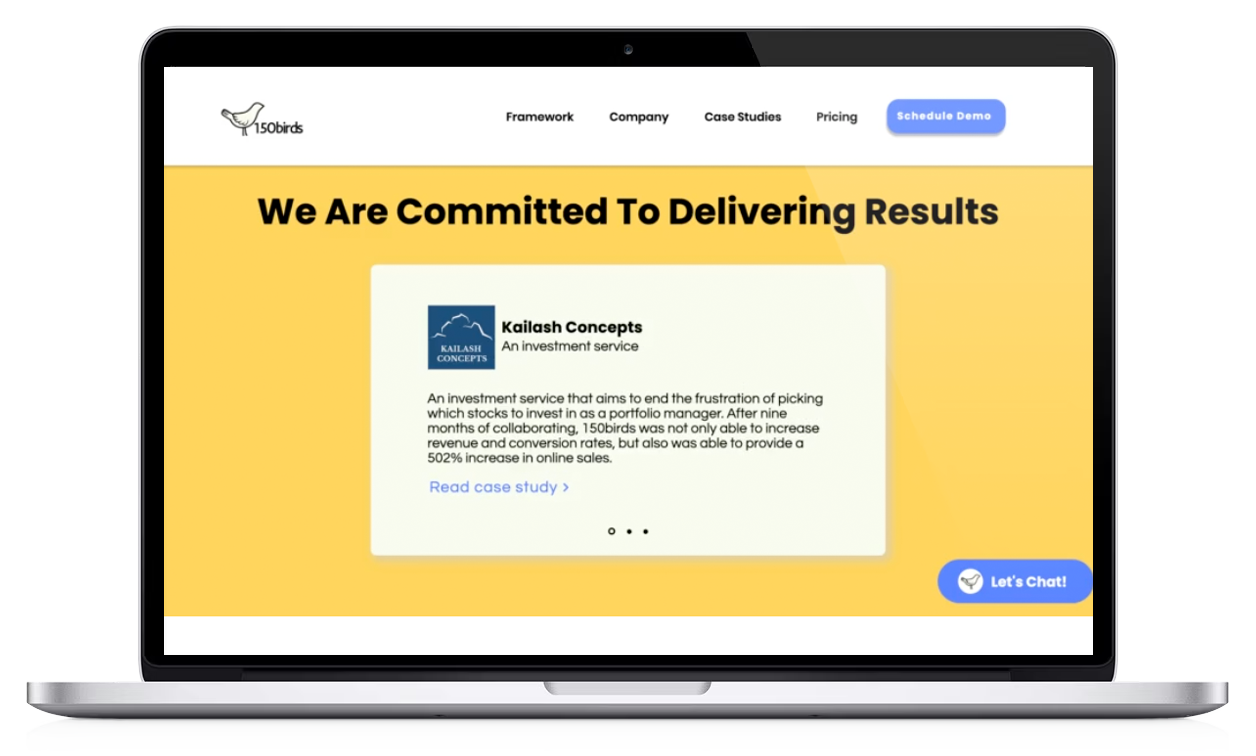 150birds
Framework
Company
Case Studies
Pricing
Schedule Demo
We Are Committed To Delivering Results
KAILASH
CONCEPTS
Kailash Concepts
An investment service
An investment service that aims to end the frustration of picking
which stocks to invest in as a portfolio manager. After nine
months of collaborating, 150birds was not only able to increase
revenue and conversion rates, but also was able to provide a
502% increase in online sales.
Read case study >
Let's Chat!